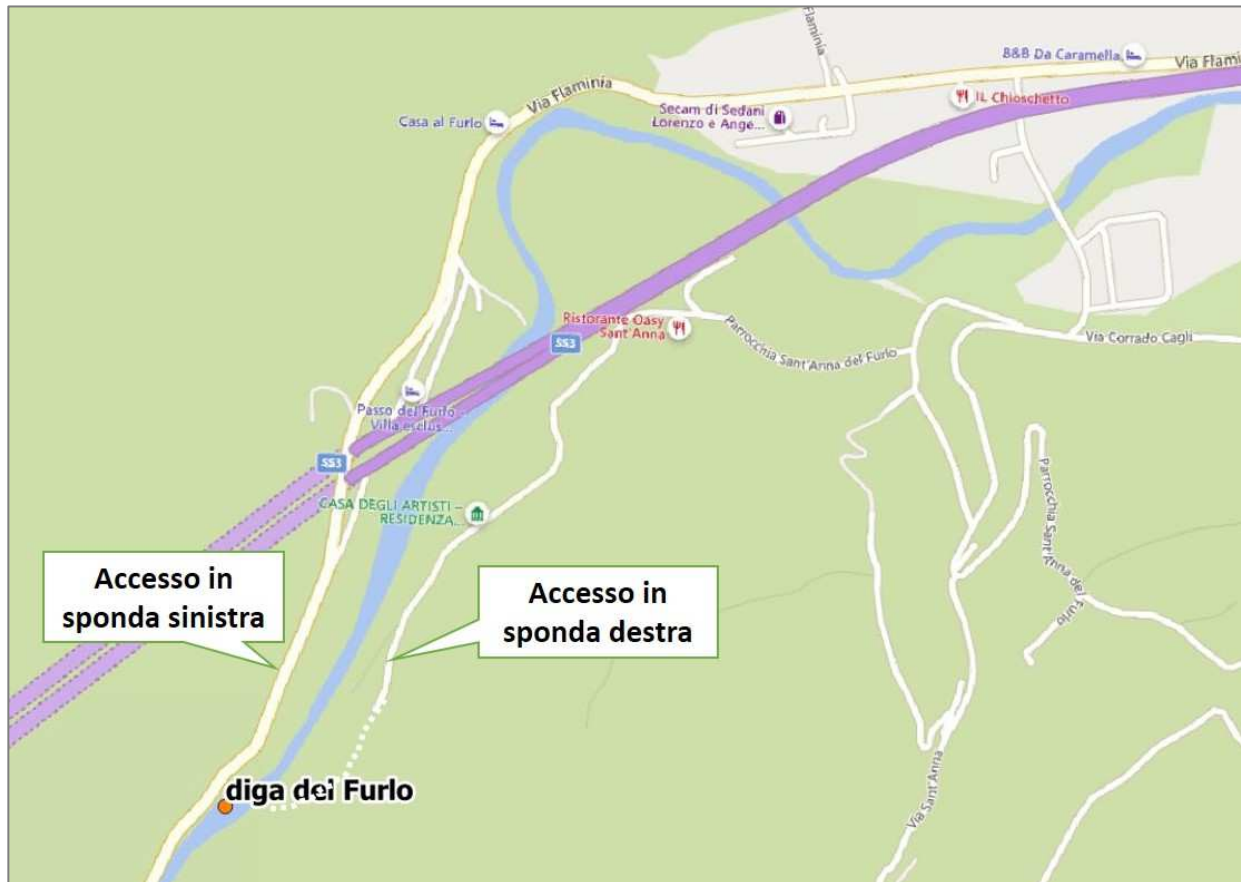 Flaminia
B&B Da Caramella
Via Flami
Via Flaminia
IL Chioschetto
Casa al Furlo
Secam di Sedani
Lorenzo e Ange...
Ristorante Oasy
Sant'Anna
SS3
Parrocchia Sant'Anna del Furlo
Via Corrado Cagli
Passo del Furlo -
Villa esclus...
SS3
CASA DEGLI ARTISTI –
RESIDENZA...
Parrocchia Sant'Anna del
Furlo
Accesso in
sponda sinistra
Accesso in
sponda destra
Via Sant'Anna
diga del Furlo